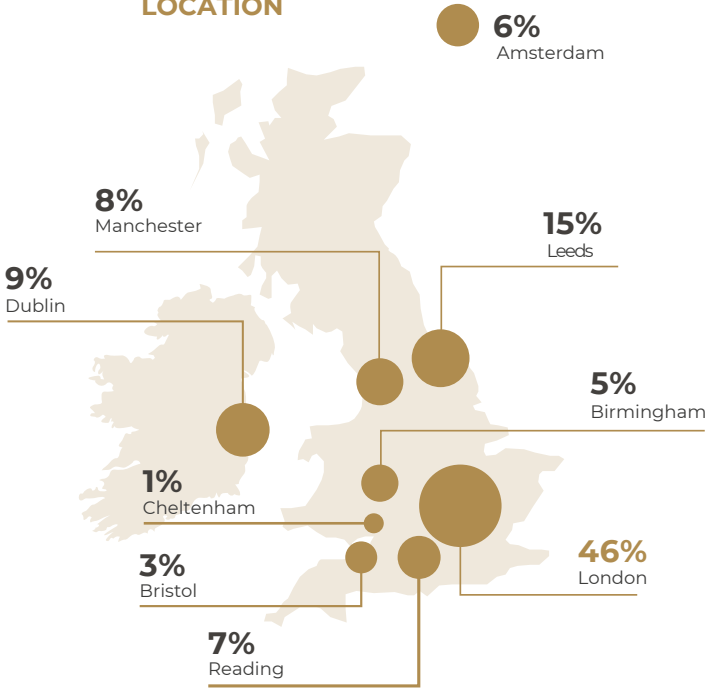 LOCATION
6%
Amsterdam
8%
Manchester
15%
Leeds
9%
Dublin
5%
Birmingham
1%
Cheltenham
46%
London
3%
Bristol
7%
Reading